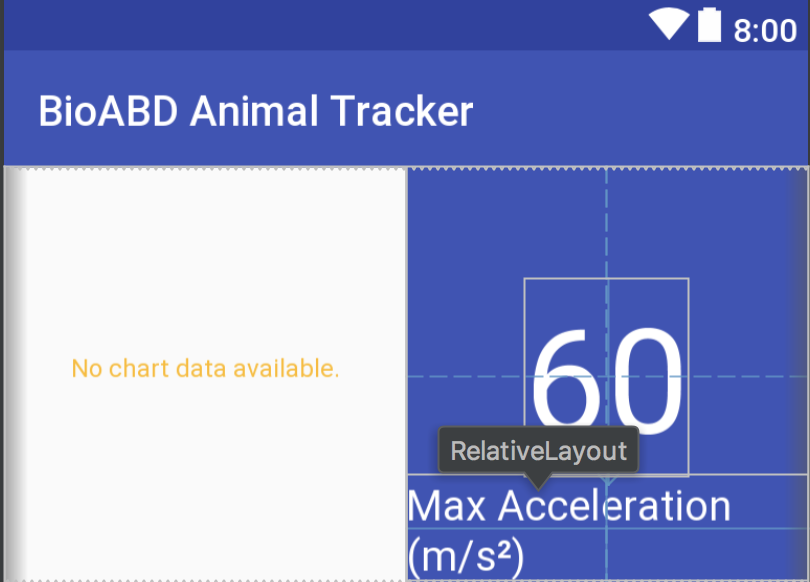 8:00
BioABD Animal Tracker
No chart data available.
60
RelativeLayout
Max Acceleration
(m/s²)